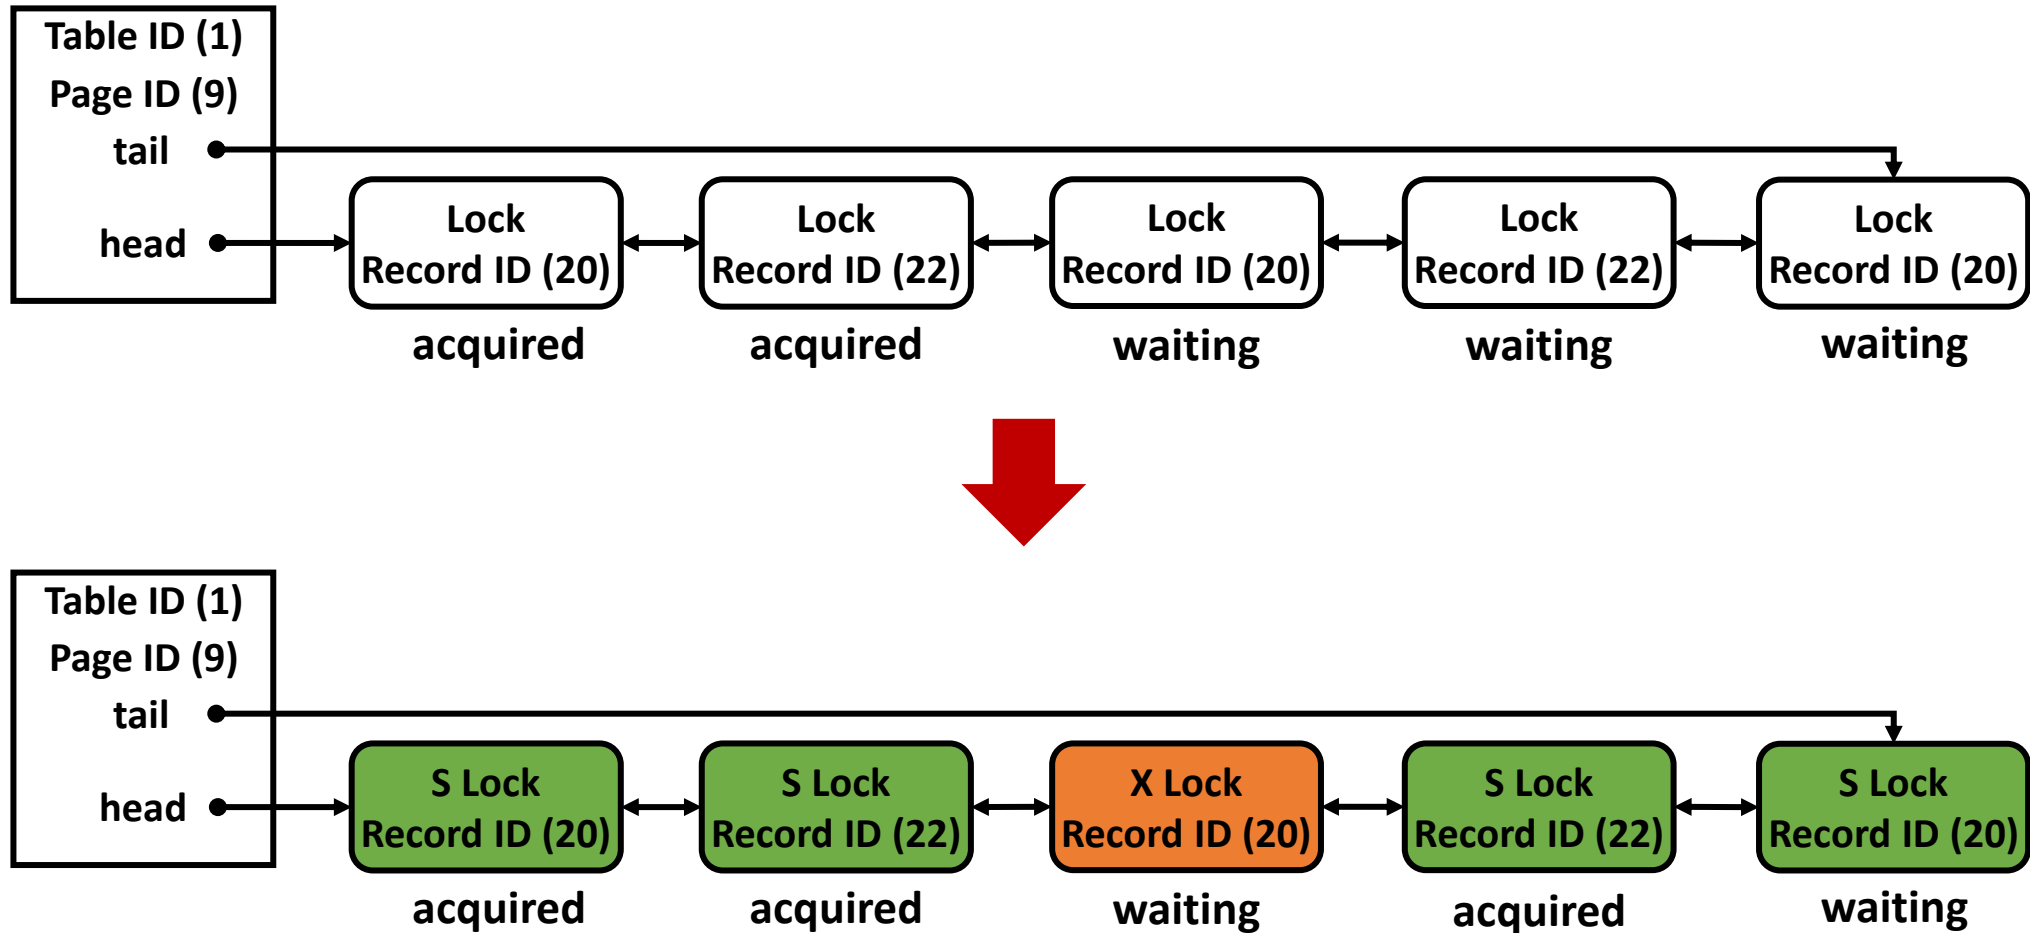 Table ID (1)
Page ID (9)
tail
head
Lock
Record ID (20)
acquired
Lock
Record ID (22)
acquired
Lock
Record ID (20)
waiting
Lock
Record ID (22)
waiting
Lock
Record ID (20)
waiting
Table ID (1)
Page ID (9)
tail
head
S Lock
Record ID (20)
acquired
S Lock
Record ID (22)
acquired
X Lock
Record ID (20)
waiting
S Lock
Record ID (22)
acquired
S Lock
Record ID (20)
waiting